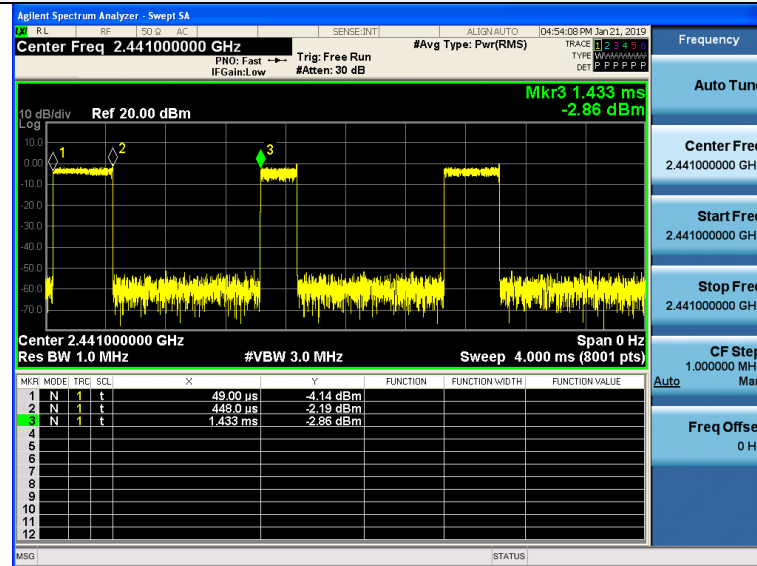 Agilent Spectrum Analyzer - Swept SA
LXI RL RF 50 Ω AC SENSE:INT ALIGN AUTO 04:54:08 PM Jan 21, 2019
Center Freq 2.441000000 GHz
PNO: Fast
IFGain:Low
Trig: Free Run
#Atten: 30 dB
#Avg Type: Pwr(RMS)
TRACE 1 2 3 4 5 6
TYPE
DET P P P P P P
Mkr3 1.433 ms
-2.86 dBm
10 dB/div Ref 20.00 dBm
Log
10.0
0.00
-10.0
-20.0
-30.0
-40.0
-50.0
-60.0
-70.0
1
2
3
Center 2.441000000 GHz Span 0 Hz
Res BW 1.0 MHz #VBW 3.0 MHz Sweep 4.000 ms (8001 pts)
MKR MODE TRC SCL X Y FUNCTION FUNCTION WIDTH FUNCTION VALUE
1 N 1 t 49.00 µs -4.14 dBm
2 N 1 t 448.0 µs -2.19 dBm
3 N 1 t 1.433 ms -2.86 dBm
4
5
6
7
8
9
10
11
12
MSG STATUS
Frequency
Auto Tun
Center Fre
2.441000000 GH
Start Fre
2.441000000 GH
Stop Fre
2.441000000 GH
CF Step
1.000000 MH
Auto Ma
Freq Offse
0 H